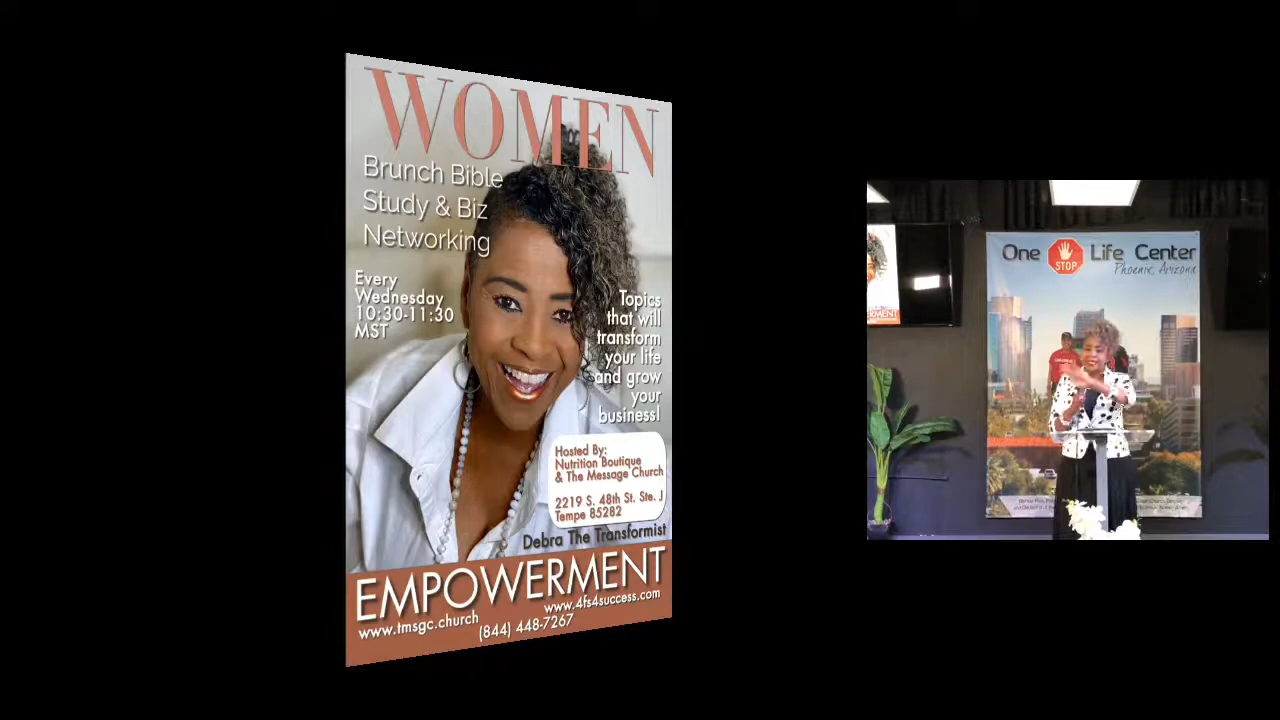 WOMEN
Brunch Bible
Study & Biz
Networking
Every
Wednesday
10:30-11:30
MST
Topics
that will
transform
your life
and grow
your
business!
Hosted By:
Nutrition Boutique
& The Message Church
2219 S. 48th St. Ste. J
Tempe 85282
Debra The Transformist
EMPOWERMENT
www.4fs4success.com
www.tmsgc.church
(844) 448-7267
One STOP Life Center
Phoenix, Arizona
ERMENT